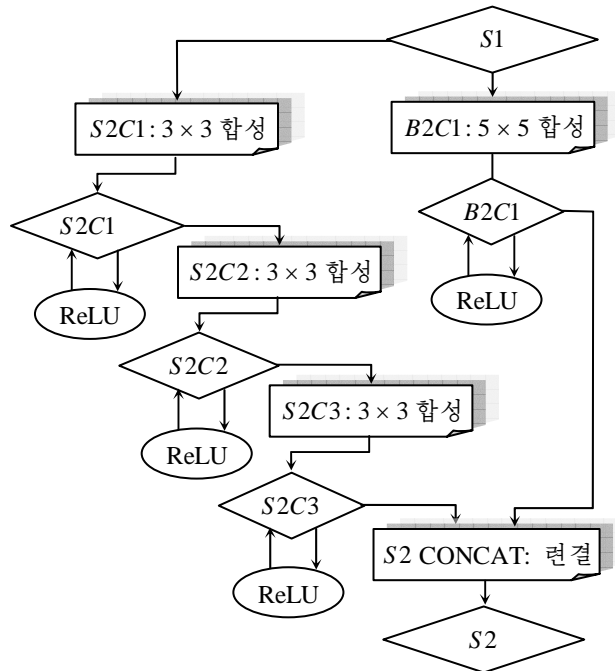 S1
S2C1: 3 × 3 합성
B2C1: 5 × 5 합성
S2C1
B2C1
S2C2: 3 × 3 합성
ReLU
ReLU
S2C2
S2C3: 3 × 3 합성
ReLU
S2C3
S2 CONCAT: 련결
ReLU
S2